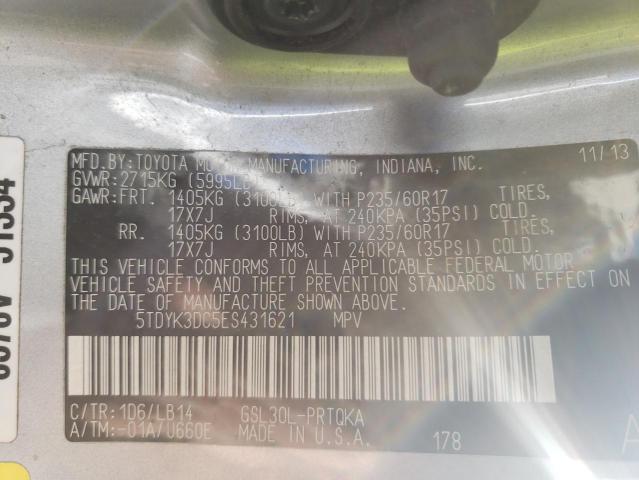 MFD.BY:TOYOTA MOTOR MANUFACTURING, INDIANA, INC. 11/13
GVWR:2715KG (5995LB)
GAWR:FRT. 1405KG (3100LB) WITH P235/60R17 TIRES,
17X7J RIMS, AT 240KPA (35PSI) COLD.
RR. 1405KG (3100LB) WITH P235/60R17 TIRES,
17X7J RIMS, AT 240KPA (35PSI) COLD.
THIS VEHICLE CONFORMS TO ALL APPLICABLE FEDERAL MOTOR
VEHICLE SAFETY AND THEFT PREVENTION STANDARDS IN EFFECT ON
THE DATE OF MANUFACTURE SHOWN ABOVE.
5TDYK3DC5ES431621 MPV
C/TR:1D6/LB14 GSL30L-PRTQKA
A/TM:-01A/U660E MADE IN U.S.A. 178